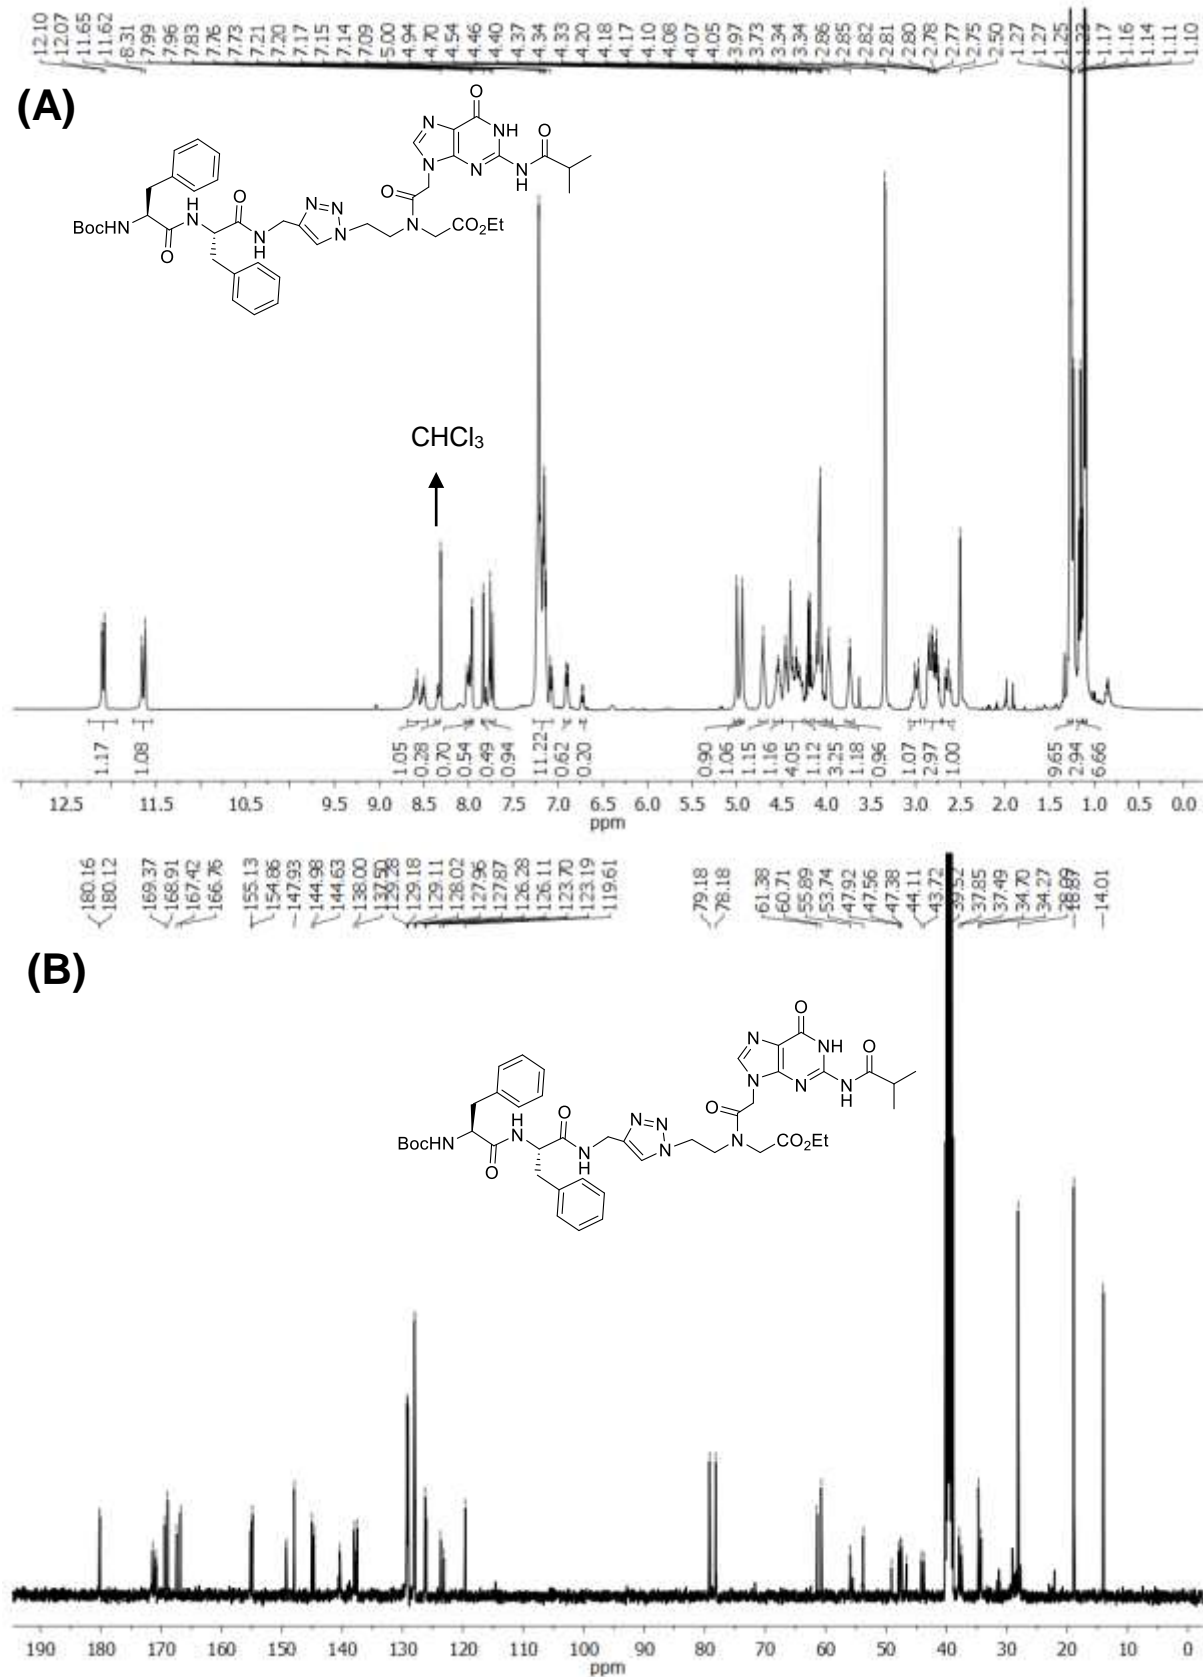 12.10 12.07 11.65 11.62 8.31 7.99 7.96 7.83 7.76 7.73 7.21 7.20 7.17 7.15 7.14 7.09 5.00 4.94 4.70 4.54 4.46 4.40 4.37 4.34 4.33 4.20 4.18 4.17 4.10 4.08 4.07 4.05 3.97 3.73 3.34 3.34 2.86 2.85 2.82 2.81 2.80 2.78 2.77 2.75 2.50 1.27 1.27 1.25 1.17 1.16 1.14 1.11 1.10
(A)
O
N NH O
N N N
H
O
H
N O N N
BocHN N N N CO2Et
O H
CHCl3
1.17 1.08 1.05 0.28 0.70 0.54 0.49 0.94 11.22 0.62 0.20 0.90 1.06 1.15 1.16 4.05 1.12 3.25 1.18 0.96 1.07 2.97 1.00 9.65 2.94 6.66
12.5 11.5 10.5 9.5 9.0 8.5 8.0 7.5 7.0 6.5 6.0 5.5 5.0 4.5 4.0 3.5 3.0 2.5 2.0 1.5 1.0 0.5 0.0
ppm
180.16 180.12 169.37 168.91 167.42 166.76 155.13 154.86 147.93 144.98 144.63 138.00 137.50 129.28 129.18 129.11 128.02 127.96 127.87 126.28 126.11 123.70 123.19 119.61 79.18 78.18 61.38 60.71 55.89 53.74 47.92 47.56 47.38 44.11 43.72 39.52 37.85 37.49 34.70 34.27 14.01
(B)
O
N NH O
N N N
H
O
H
N O N N
BocHN N N N CO2Et
O H
190 180 170 160 150 140 130 120 110 100 90 80 70 60 50 40 30 20 10 0
ppm